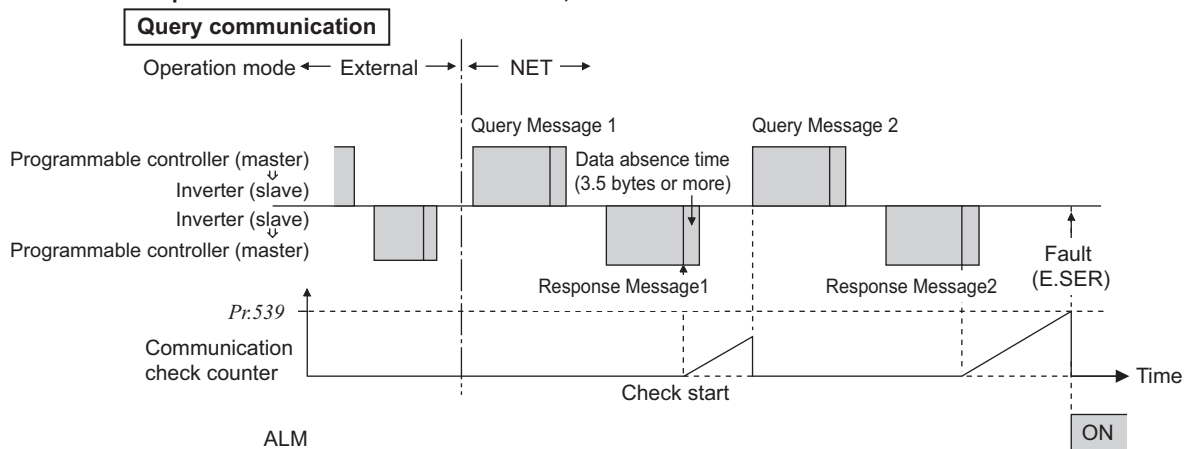 Query communication
Operation mode External NET
Query Message 1
Query Message 2
Programmable controller (master)
Inverter (slave)
Data absence time
(3.5 bytes or more)
Inverter (slave)
Programmable controller (master)
Response Message1
Response Message2
Fault
(E.SER)
Pr.539
Communication
check counter
Check start
Time
ALM
ON